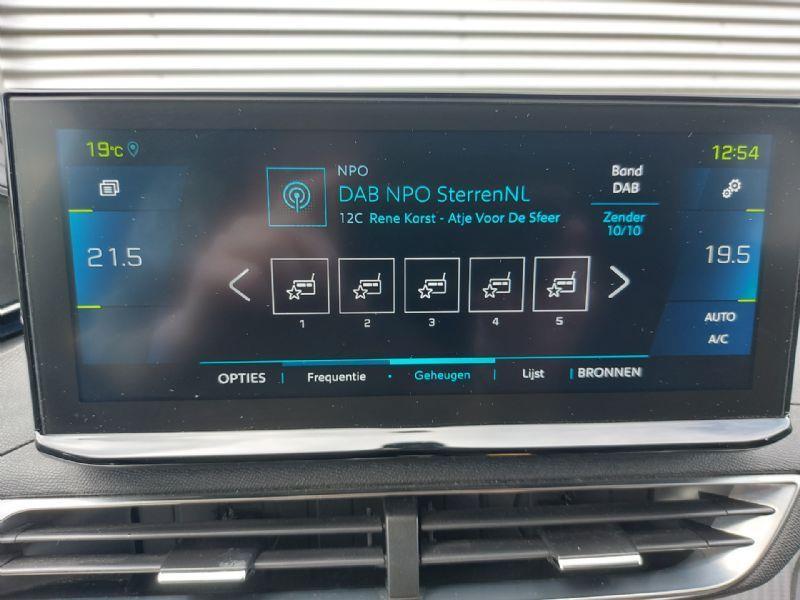 19°C
12:54
NPO
DAB NPO SterrenNL
12C Rene Karst - Atje Voor De Sfeer
Band
DAB
Zender
10/10
21.5
19.5
1 2 3 4 5
AUTO
A/C
OPTIES | Frequentie • Geheugen | Lijst | BRONNEN